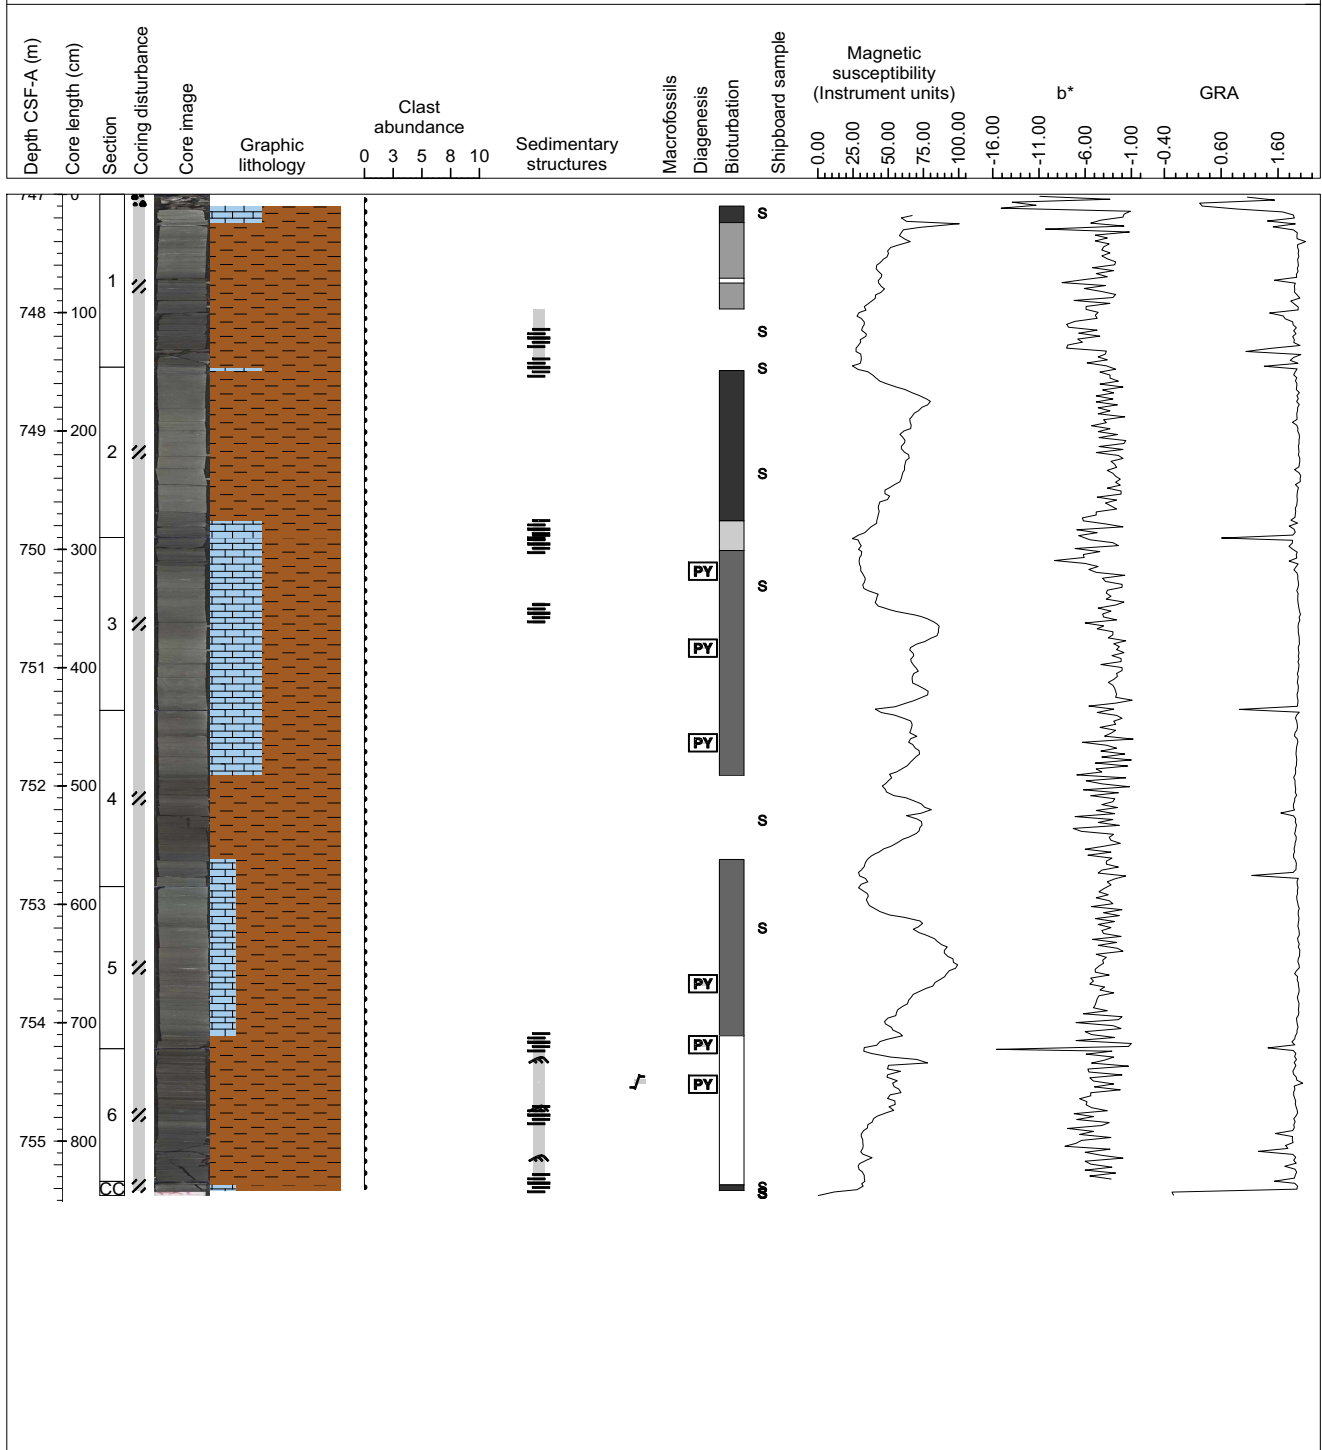 Depth CSF-A (m)
Core length (cm)
Section
Coring disturbance
Core image
Graphic
lithology
Clast
abundance
0 3 5 8 10
Sedimentary
structures
Macrofossils
Diagenesis
Bioturbation
Shipboard sample
Magnetic
susceptibility
(Instrument units)
0.00 25.00 50.00 75.00 100.00
b*
-16.00 -11.00 -6.00 -1.00
GRA
-0.40 0.60 1.60
747 0
S
1
748 100
S
S
749 200
2
S
750 300
PY
S
3
PY
751 400
PY
752 500
4
S
753 600
S
5
PY
754 700
PY
PY
6
755 800
CC
S
S